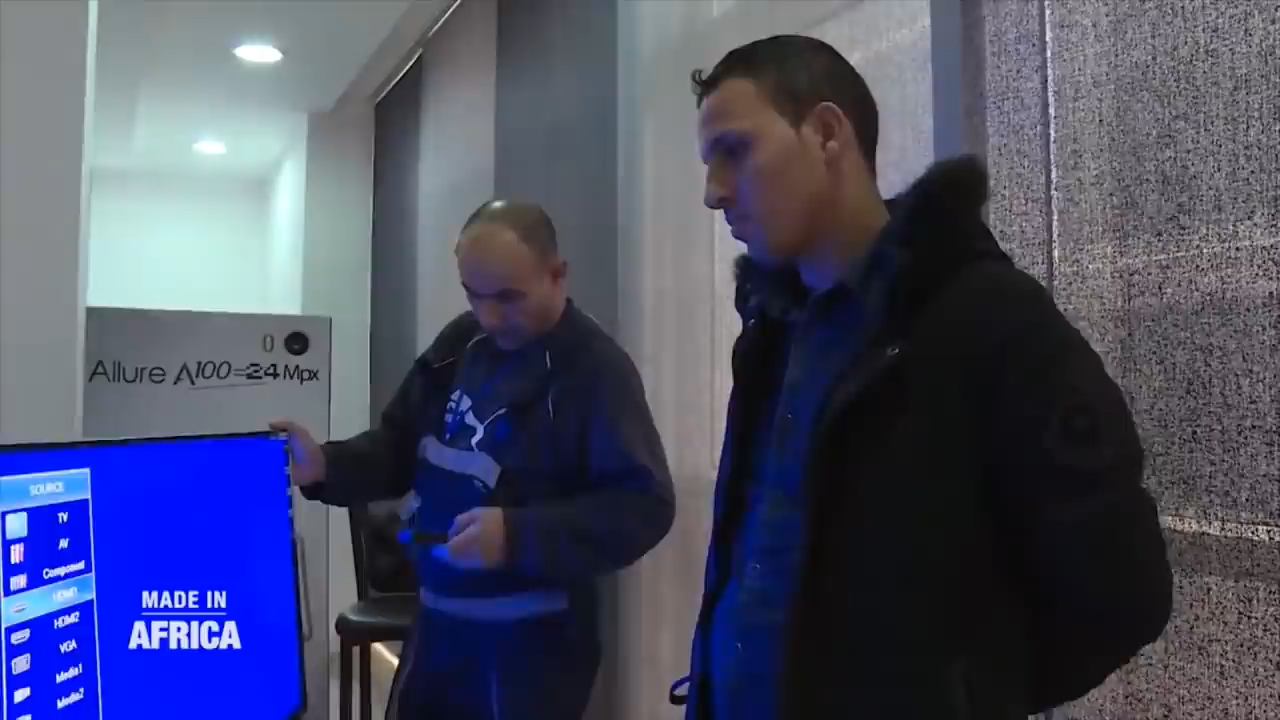 Allure A100=24 Mpx
SOURCE
TV
AV
Component
HDMI1
HDMI2
VGA
Media1
Media2
MADE IN
AFRICA